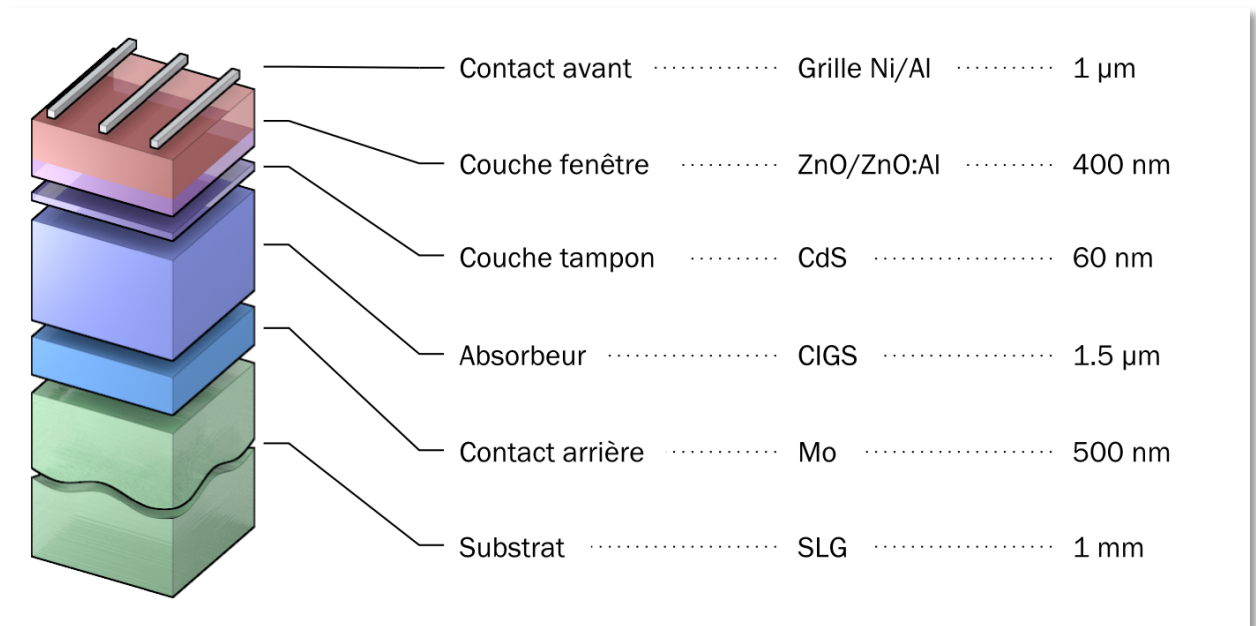 Contact avant ............. Grille Ni/Al .......... 1 µm
Couche fenêtre .......... ZnO/ZnO:Al .......... 400 nm
Couche tampon ......... CdS .................. 60 nm
Absorbeur .................. CIGS .................... 1.5 µm
Contact arrière ............ Mo .................... 500 nm
Substrat .................... SLG .................. 1 mm